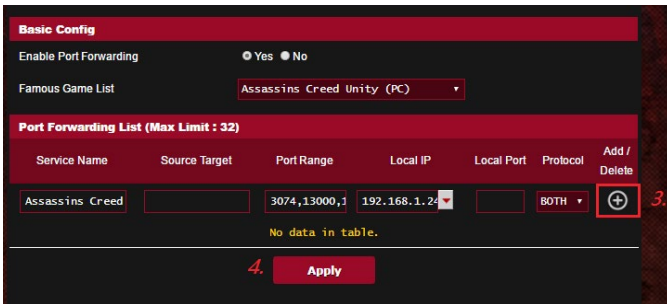 Basic Config
Enable Port Forwarding Yes No
Famous Game List Assassins Creed Unity (PC)
Port Forwarding List (Max Limit : 32)
Service Name Source Target Port Range Local IP Local Port Protocol Add / Delete
Assassins Creed 3074,13000,1 192.168.1.24 BOTH 3.
No data in table.
4. Apply